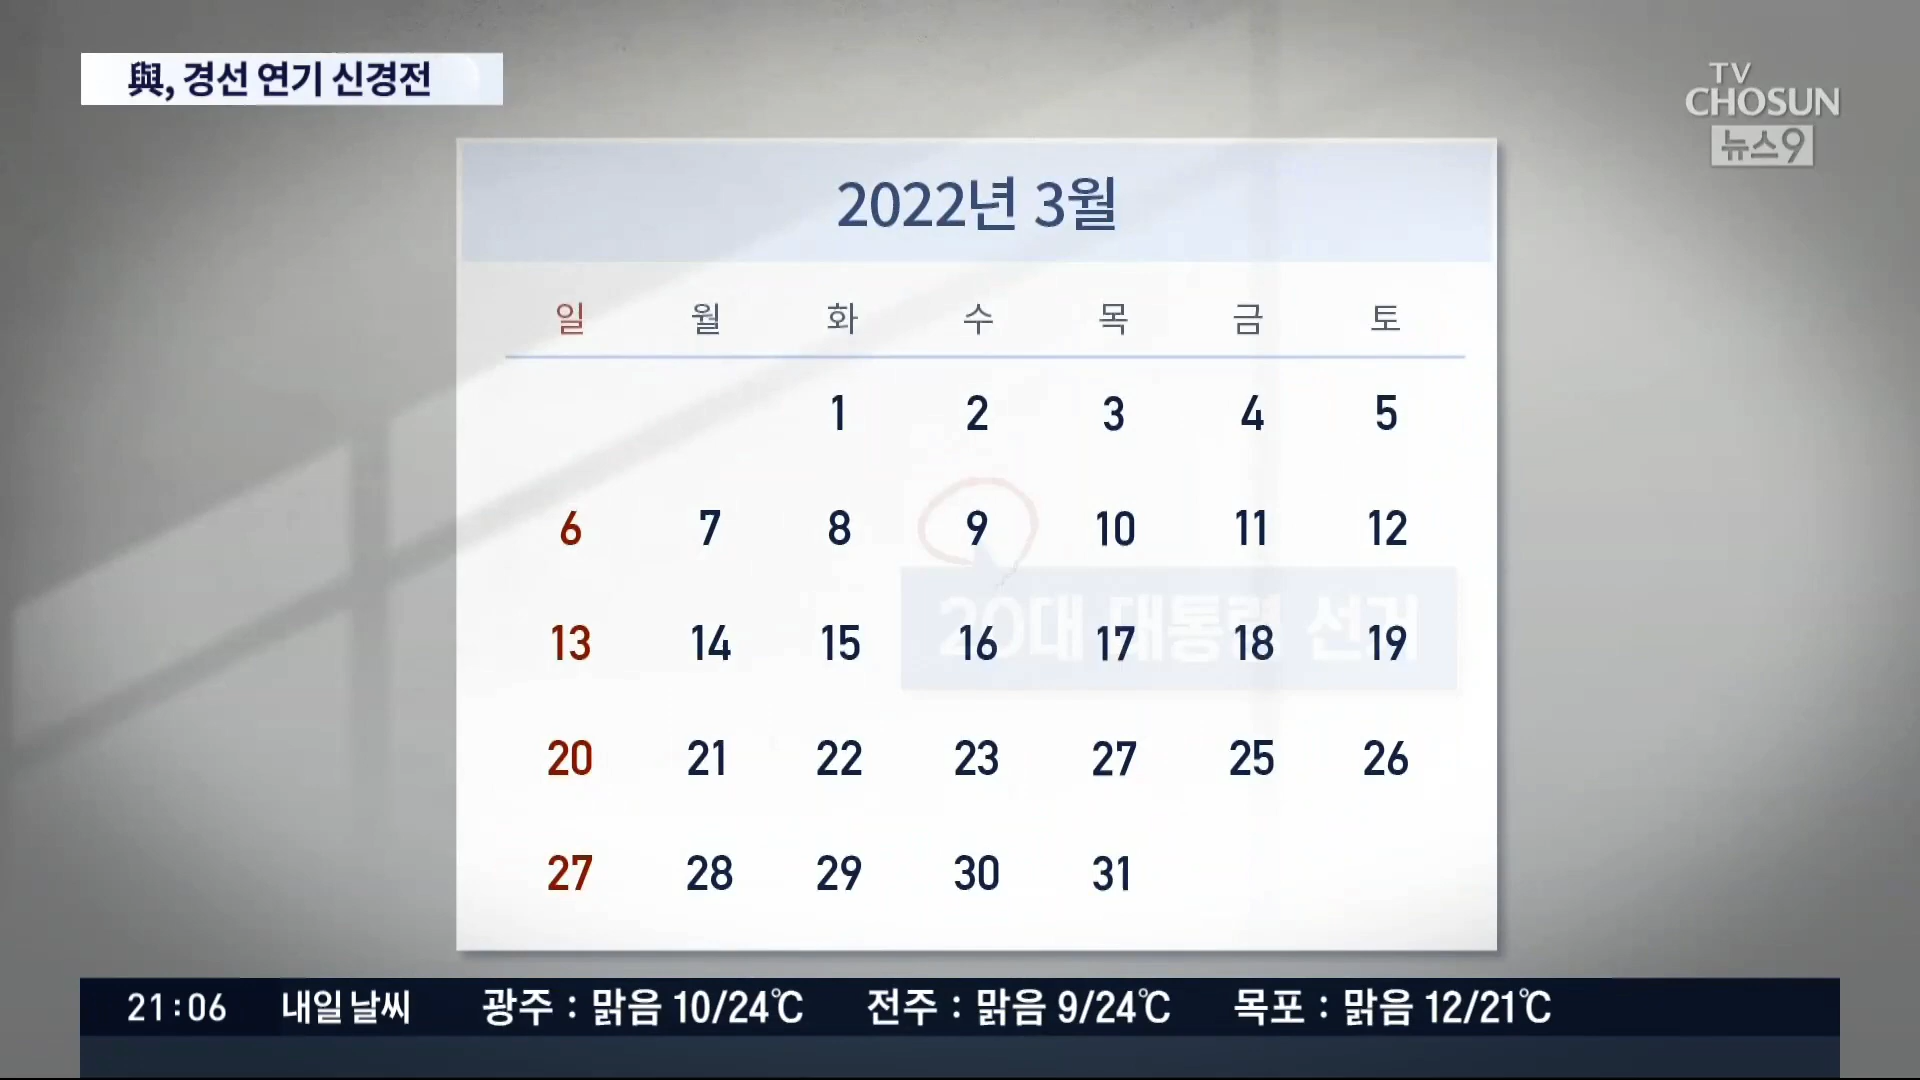 與, 경선 연기 신경전
TV
CHOSUN
뉴스9
2022년 3월
일 월 화 수 목 금 토
1 2 3 4 5
6 7 8 9 10 11 12
20대 대통령 선거
13 14 15 16 17 18 19
20 21 22 23 27 25 26
27 28 29 30 31
21:06 내일 날씨 광주 : 맑음 10/24℃ 전주 : 맑음 9/24℃ 목포 : 맑음 12/21℃